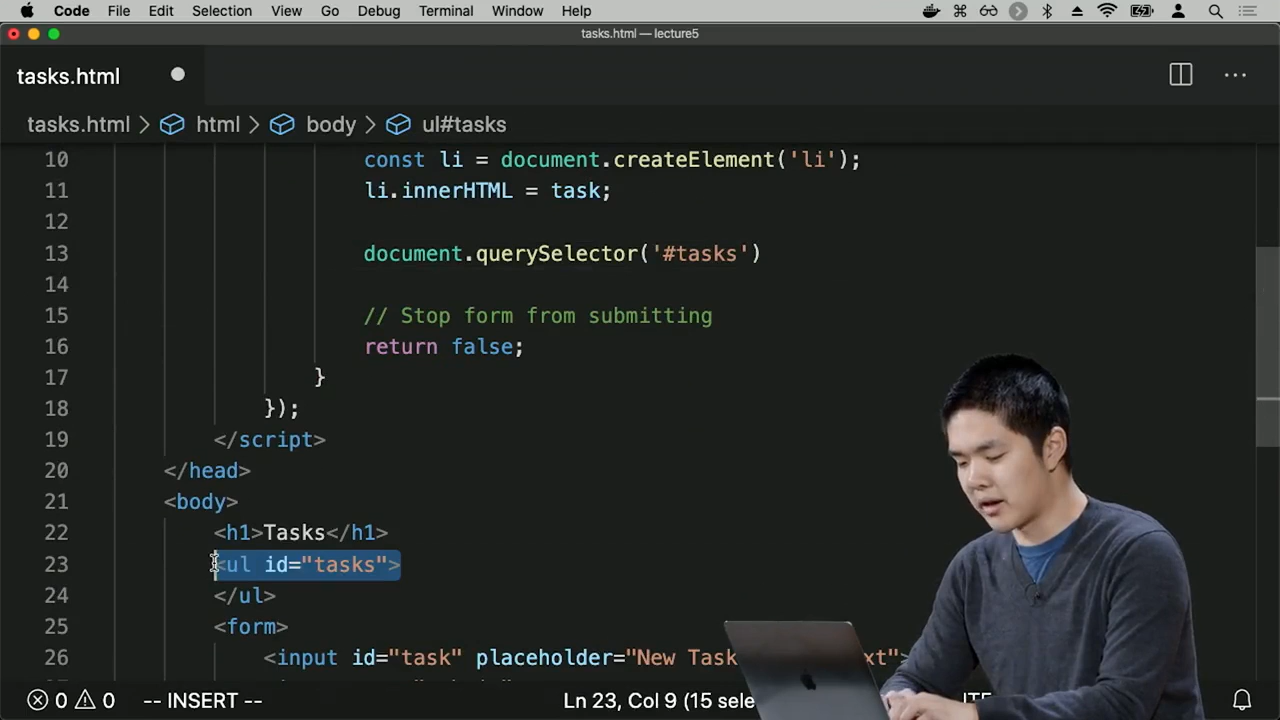 Code File Edit Selection View Go Debug Terminal Window Help
tasks.html — lecture5
tasks.html
tasks.html > html > body > ul#tasks
10 const li = document.createElement('li');
11 li.innerHTML = task;
12
13 document.querySelector('#tasks')
14
15 // Stop form from submitting
16 return false;
17 }
18 });
19 </script>
20 </head>
21 <body>
22 <h1>Tasks</h1>
23 <ul id="tasks">
24 </ul>
25 <form>
26 <input id="task" placeholder="New Task xt">
0 0 -- INSERT -- Ln 23, Col 9 (15 sele